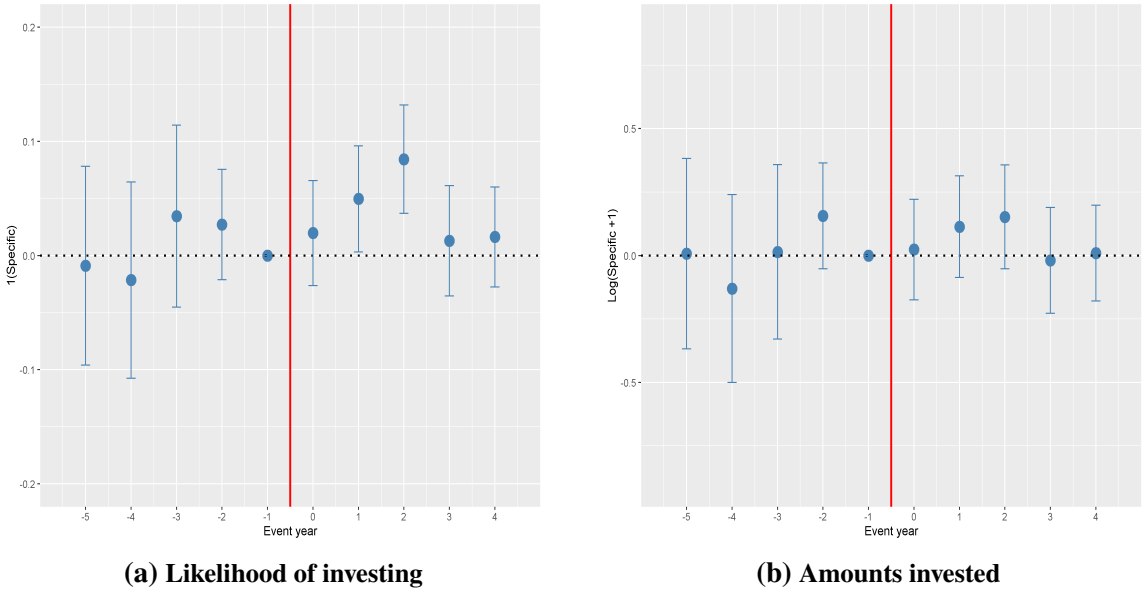 0.2
0.1
0.0
-0.1
-0.2
1(Specific)
-5 -4 -3 -2 -1 0 1 2 3 4
Event year
(a) Likelihood of investing
0.5
0.0
-0.5
Log(Specific +1)
-5 -4 -3 -2 -1 0 1 2 3 4
Event year
(b) Amounts invested